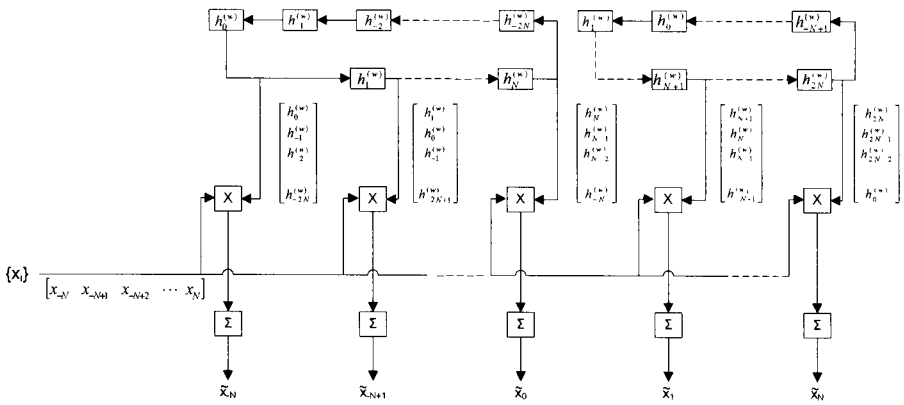 h_0^(w) h_1^(w) h_-2^(w) h_-2N^(w) h_1^(w) h_0^(w) h_-N+1^(w)
h_1^(w) h_N^(w) h_N+1^(w) h_2N^(w)
h_0^(w) h_1^(w) h_N^(w) h_N+1^(w) h_2N^(w)
h_-1^(w) h_0^(w) h_N-1^(w) h_N^(w) h_2N-1^(w)
h_-2^(w) h_-1^(w) h_N-2^(w) h_N-1^(w) h_2N-2^(w)
h_-2N^(w) h_-2N+1^(w) h_-N^(w) h_-N+1^(w) h_0^(w)
X X X X X
{x_i}
[x_-N x_-N+1 x_-N+2 ⋯ x_N]
Σ Σ Σ Σ Σ
x̃_-N x̃_-N+1 x̃_0 x̃_1 x̃_N